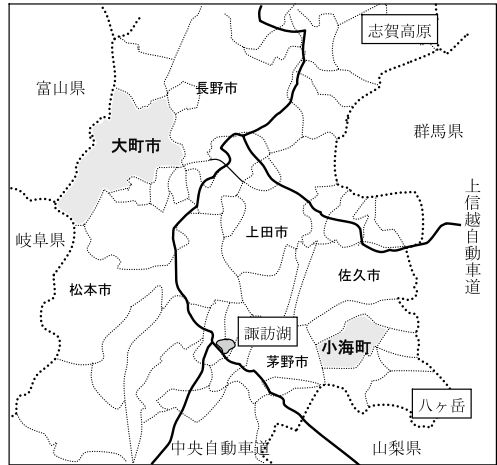 志賀高原
富山県
長野市
群馬県
大町市
上信越自動車道
岐阜県
上田市
佐久市
松本市
諏訪湖
小海町
茅野市
八ヶ岳
中央自動車道
山梨県